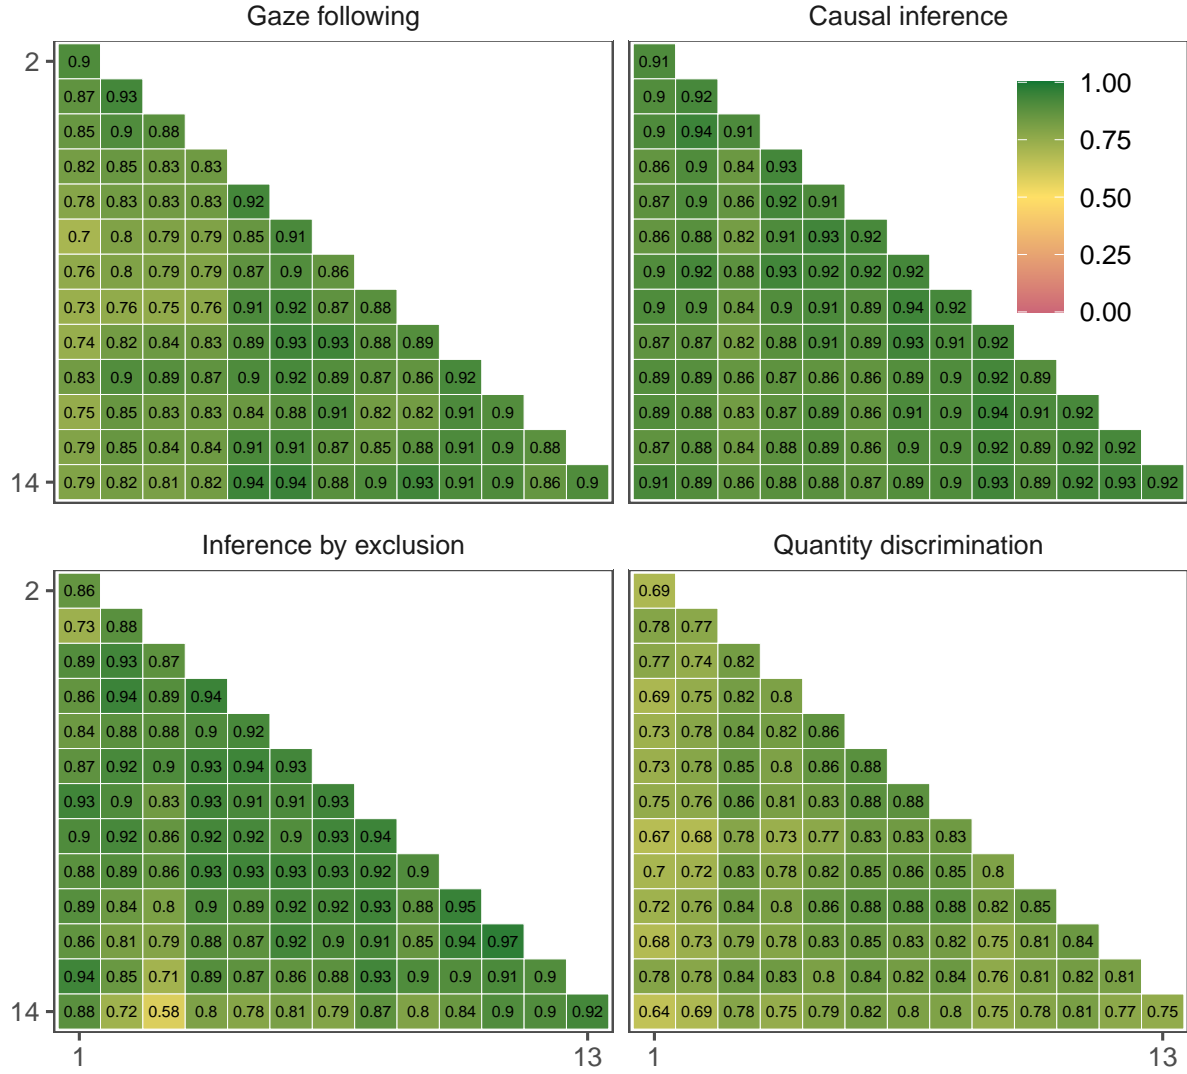 Gaze following Causal inference
2 0.9 0.91
0.87 0.93 0.9 0.92 1.00
0.85 0.9 0.88 0.9 0.94 0.91 0.75
0.82 0.85 0.83 0.83 0.86 0.9 0.84 0.93
0.78 0.83 0.83 0.83 0.92 0.87 0.9 0.86 0.92 0.91 0.50
0.7 0.8 0.79 0.79 0.85 0.91 0.86 0.88 0.82 0.91 0.93 0.92
0.76 0.8 0.79 0.79 0.87 0.9 0.86 0.9 0.92 0.88 0.93 0.92 0.92 0.92 0.25
0.73 0.76 0.75 0.76 0.91 0.92 0.87 0.88 0.9 0.9 0.84 0.9 0.91 0.89 0.94 0.92 0.00
0.74 0.82 0.84 0.83 0.89 0.93 0.93 0.88 0.89 0.87 0.87 0.82 0.88 0.91 0.89 0.93 0.91 0.92
0.83 0.9 0.89 0.87 0.9 0.92 0.89 0.87 0.86 0.92 0.89 0.89 0.86 0.87 0.86 0.86 0.89 0.9 0.92 0.89
0.75 0.85 0.83 0.83 0.84 0.88 0.91 0.82 0.82 0.91 0.9 0.89 0.88 0.83 0.87 0.89 0.86 0.91 0.9 0.94 0.91 0.92
0.79 0.85 0.84 0.84 0.91 0.91 0.87 0.85 0.88 0.91 0.9 0.88 0.87 0.88 0.84 0.88 0.89 0.86 0.9 0.9 0.92 0.89 0.92 0.92
14 0.79 0.82 0.81 0.82 0.94 0.94 0.88 0.9 0.93 0.91 0.9 0.86 0.9 0.91 0.89 0.86 0.88 0.88 0.87 0.89 0.9 0.93 0.89 0.92 0.93 0.92
Inference by exclusion Quantity discrimination
2 0.86 0.69
0.73 0.88 0.78 0.77
0.89 0.93 0.87 0.77 0.74 0.82
0.86 0.94 0.89 0.94 0.69 0.75 0.82 0.8
0.84 0.88 0.88 0.9 0.92 0.73 0.78 0.84 0.82 0.86
0.87 0.92 0.9 0.93 0.94 0.93 0.73 0.78 0.85 0.8 0.86 0.88
0.93 0.9 0.83 0.93 0.91 0.91 0.93 0.75 0.76 0.86 0.81 0.83 0.88 0.88
0.9 0.92 0.86 0.92 0.92 0.9 0.93 0.94 0.67 0.68 0.78 0.73 0.77 0.83 0.83 0.83
0.88 0.89 0.86 0.93 0.93 0.93 0.93 0.92 0.9 0.7 0.72 0.83 0.78 0.82 0.85 0.86 0.85 0.8
0.89 0.84 0.8 0.9 0.89 0.92 0.92 0.93 0.88 0.95 0.72 0.76 0.84 0.8 0.86 0.88 0.88 0.88 0.82 0.85
0.86 0.81 0.79 0.88 0.87 0.92 0.9 0.91 0.85 0.94 0.97 0.68 0.73 0.79 0.78 0.83 0.85 0.83 0.82 0.75 0.81 0.84
0.94 0.85 0.71 0.89 0.87 0.86 0.88 0.93 0.9 0.9 0.91 0.9 0.78 0.78 0.84 0.83 0.8 0.84 0.82 0.84 0.76 0.81 0.82 0.81
14 0.88 0.72 0.58 0.8 0.78 0.81 0.79 0.87 0.8 0.84 0.9 0.9 0.92 0.64 0.69 0.78 0.75 0.79 0.82 0.8 0.8 0.75 0.78 0.81 0.77 0.75
1 13 1 13